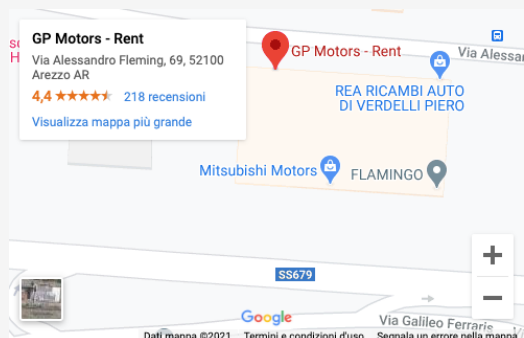 GP Motors - Rent
Via Alessandro Fleming, 69, 52100
Arezzo AR
4,4
218 recensioni
Visualizza mappa più grande
GP Motors - Rent
Via Alessa
REA RICAMBI AUTO
DI VERDELLI PIERO
Mitsubishi Motors
FLAMINGO
SS679
+
−
Google
Via Galileo Ferraris
Dati mappa ©2021
Termini e condizioni d'uso
Segnala un errore nella mappa